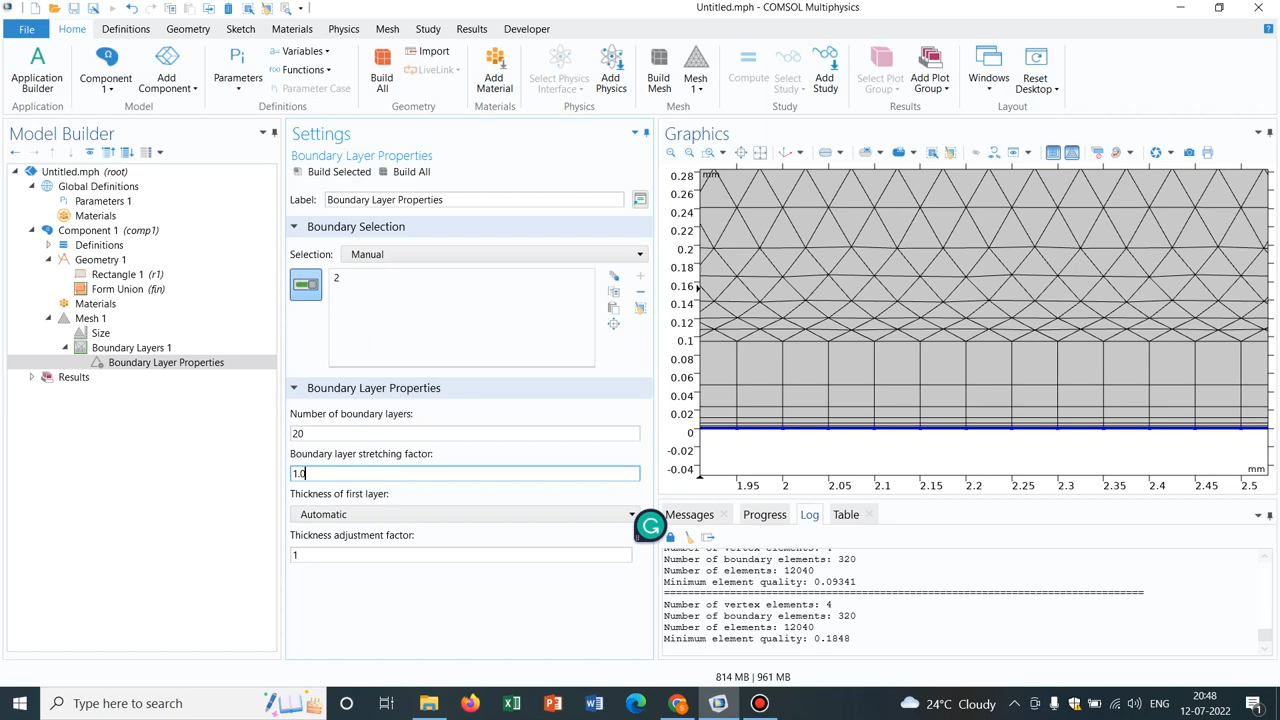 Untitled.mph - COMSOL Multiphysics
File
Home
Definitions
Geometry
Sketch
Materials
Physics
Mesh
Study
Results
Developer
Application Builder
Component 1
Add Component
Parameters
Variables
Functions
Parameter Case
Build All
Import
LiveLink
Add Material
Select Physics Interface
Add Physics
Build Mesh
Mesh 1
Compute
Select Study
Add Study
Select Plot Group
Add Plot Group
Windows
Reset Desktop
Application
Model
Definitions
Geometry
Materials
Physics
Mesh
Study
Results
Layout
Model Builder
Untitled.mph (root)
Global Definitions
Parameters 1
Materials
Component 1 (comp1)
Definitions
Geometry 1
Rectangle 1 (r1)
Form Union (fin)
Materials
Mesh 1
Size
Boundary Layers 1
Boundary Layer Properties
Results
Settings
Boundary Layer Properties
Build Selected
Build All
Label: Boundary Layer Properties
Boundary Selection
Selection: Manual
2
Boundary Layer Properties
Number of boundary layers:
20
Boundary layer stretching factor:
1.0
Thickness of first layer:
Automatic
Thickness adjustment factor:
1
Graphics
mm
0.28
0.26
0.24
0.22
0.2
0.18
0.16
0.14
0.12
0.1
0.08
0.06
0.04
0.02
0
-0.02
-0.04
mm
1.95 2 2.05 2.1 2.15 2.2 2.25 2.3 2.35 2.4 2.45 2.5
Messages
Progress
Log
Table
Number of boundary elements: 320
Number of elements: 12040
Minimum element quality: 0.09341
Number of vertex elements: 4
Number of boundary elements: 320
Number of elements: 12040
Minimum element quality: 0.1848
814 MB | 961 MB
Type here to search
24°C Cloudy
ENG
20:48
12-07-2022